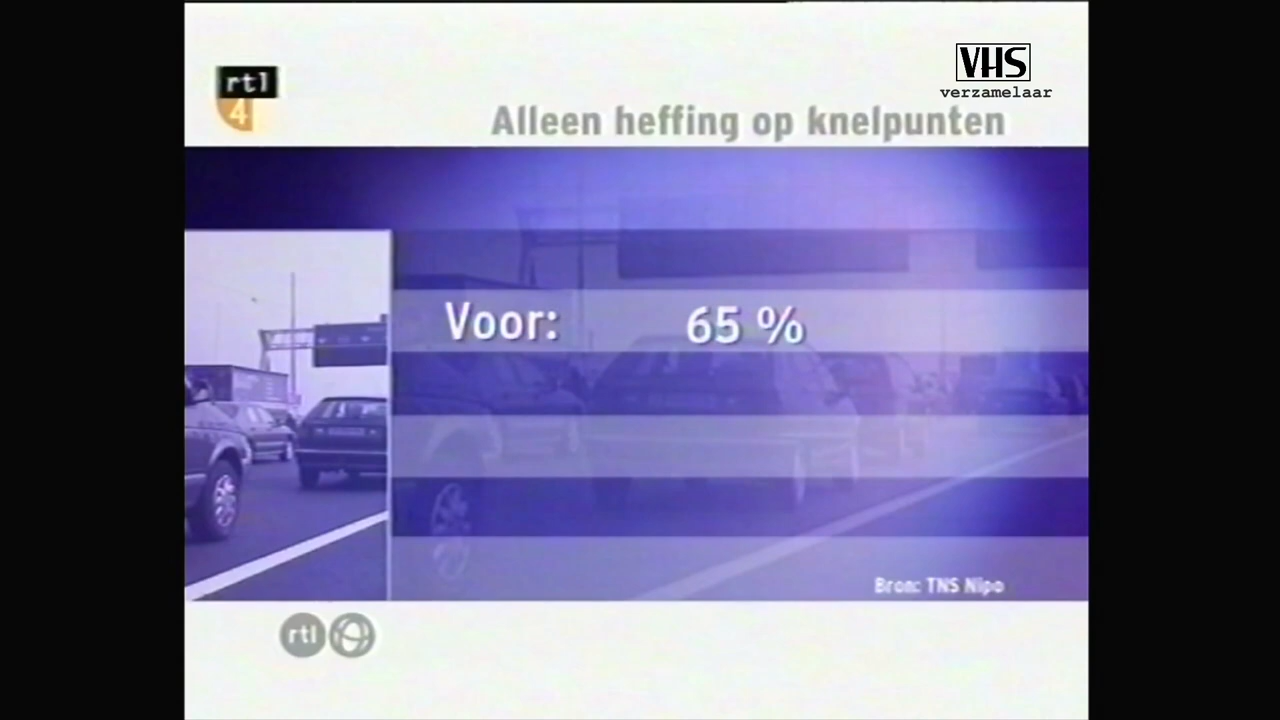 VHS
verzamelaar
rtl
4
Alleen heffing op knelpunten
Voor: 65 %
Bron: TNS Nipo
rtl